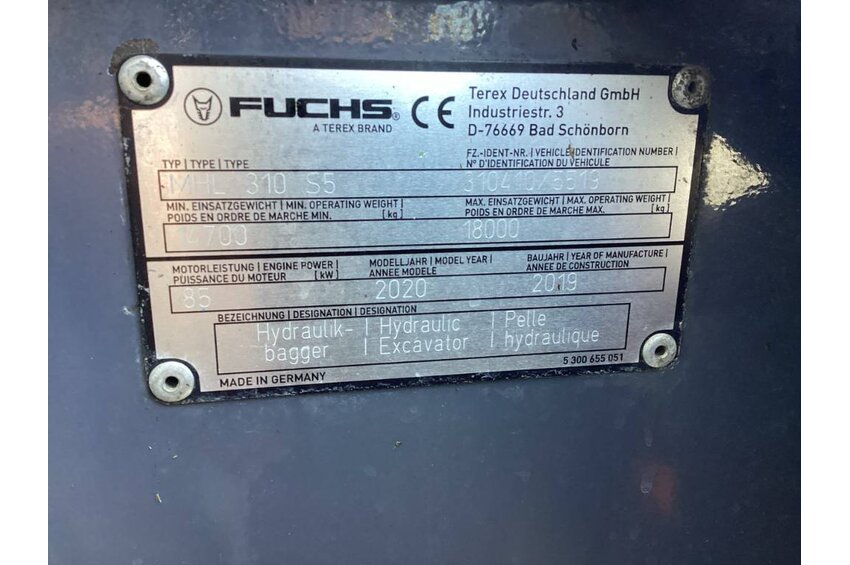 FUCHS®
A TEREX BRAND
CE
Terex Deutschland GmbH
Industriestr. 3
D-76669 Bad Schönborn
TYP | TYPE | TYPE
MHL 310 S5
FZ.-IDENT-NR. | VEHICLE IDENTIFICATION NUMBER |
N° D'IDENTIFICATION DU VÉHICULE
MIN. EINSATZGEWICHT | MIN. OPERATING WEIGHT |
POIDS EN ORDRE DE MARCHE MIN. [kg]
MAX. EINSATZGEWICHT | MAX. OPERATING WEIGHT |
POIDS EN ORDRE DE MARCHE MAX. [kg]
18000
MOTORLEISTUNG | ENGINE POWER |
PUISSANCE DU MOTEUR [kW]
85
MODELLJAHR | MODEL YEAR |
ANNEE MODELE
2020
BAUJAHR | YEAR OF MANUFACTURE |
ANNÉE DE CONSTRUCTION
2019
BEZEICHNUNG | DESIGNATION | DESIGNATION
Hydraulik- | Hydraulic | Pelle
bagger | Excavator | hydraulique
5 300 655 051
MADE IN GERMANY